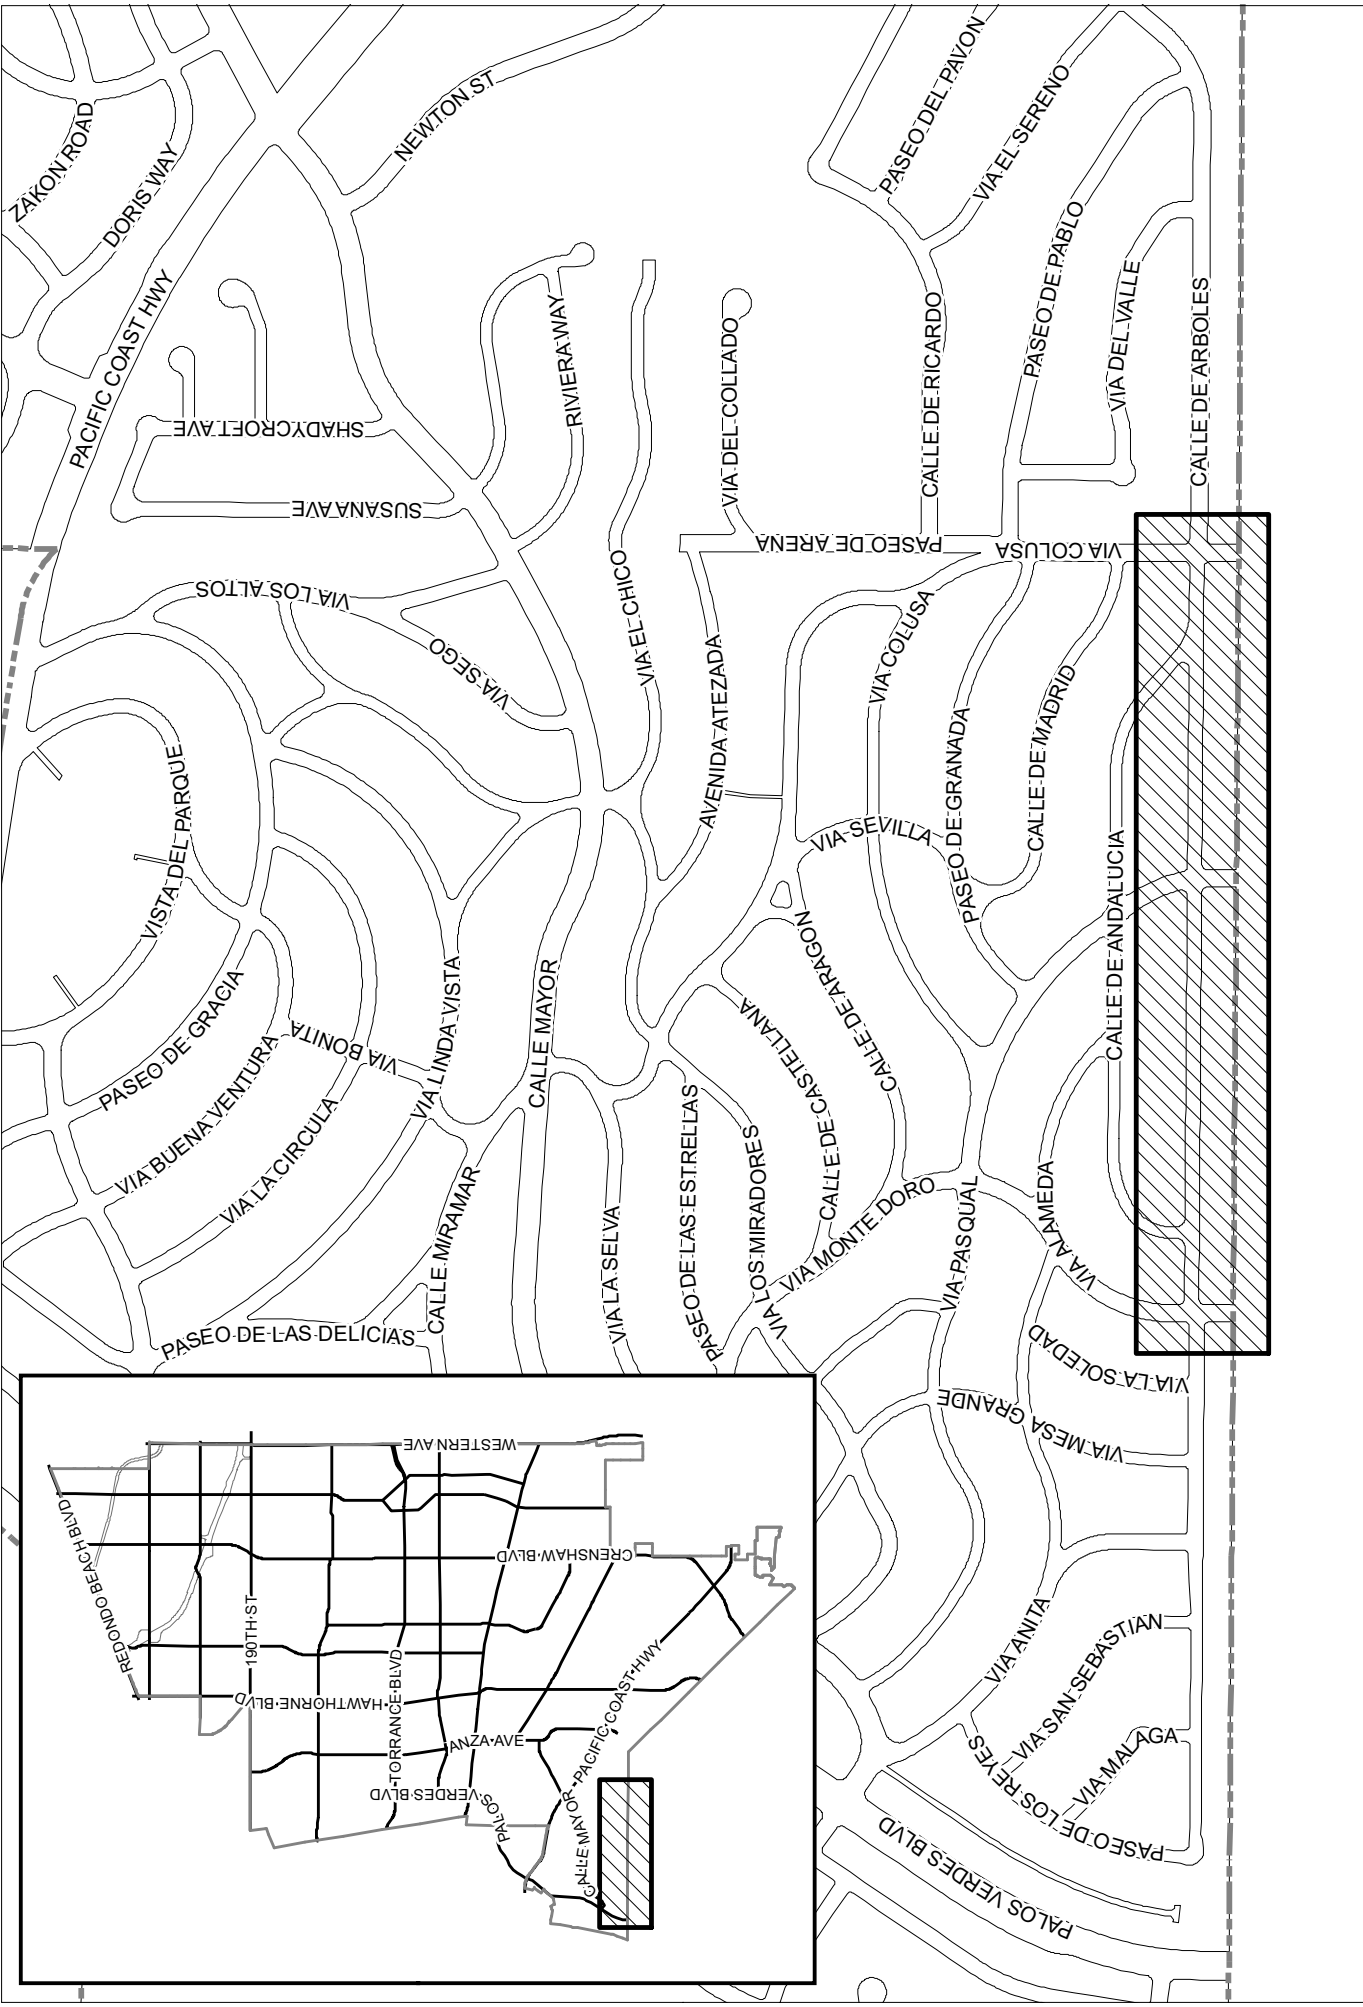 ZAKON ROAD
DORIS WAY
PACIFIC COAST HWY
NEWTON ST
PASEO DEL PAVON
VIA EL SERENO
PASEO DE PABLO
VIA DEL VALLE
CALLE DE ARBOLES
CALLE DE RICARDO
RIVIERA WAY
VIA DEL COLLADO
SHADYCROFT AVE
SUSANA AVE
PASEO DE ARENA
VIA COLUSA
VIA LOS ALTOS
VIA SEGO
VIA EL CHICO
AVENIDA ATEZADA
VIA COLUSA
PASEO DE GRANADA
CALLE DE MADRID
VISTA DEL PARQUE
VIA SEVILLA
CALLE DE ANDALUCIA
PASEO DE GRACIA
VIA BUENA VENTURA
VIA BONITA
VIA LA CIRCULA
VIA LINDA VISTA
CALLE MAYOR
CALLE DE ARAGON
CALLE DE CASTELLANA
CALLE MIRAMAR
VIA LA SELVA
PASEO DE LAS ESTRELLAS
VIA LOS MIRADORES
VIA MONTE DORO
VIA PASQUAL
VIA ALAMEDA
PASEO DE LAS DELICIAS
PASEO
VIA
VIA
VIA LA SOLEDAD
VIA MESA GRANDE
VIA ANITA
VIA SAN SEBASTIAN
VIA MALAGA
PASEO DE LOS REYES
PALOS VERDES BLVD
WESTERN AVE
REDONDO BEACH BLVD
190TH ST
CRENSHAW BLVD
HAWTHORNE BLVD
TORRANCE BLVD
ANZA AVE
PACIFIC COAST HWY
PALOS VERDES BLVD
CALLE MAYOR